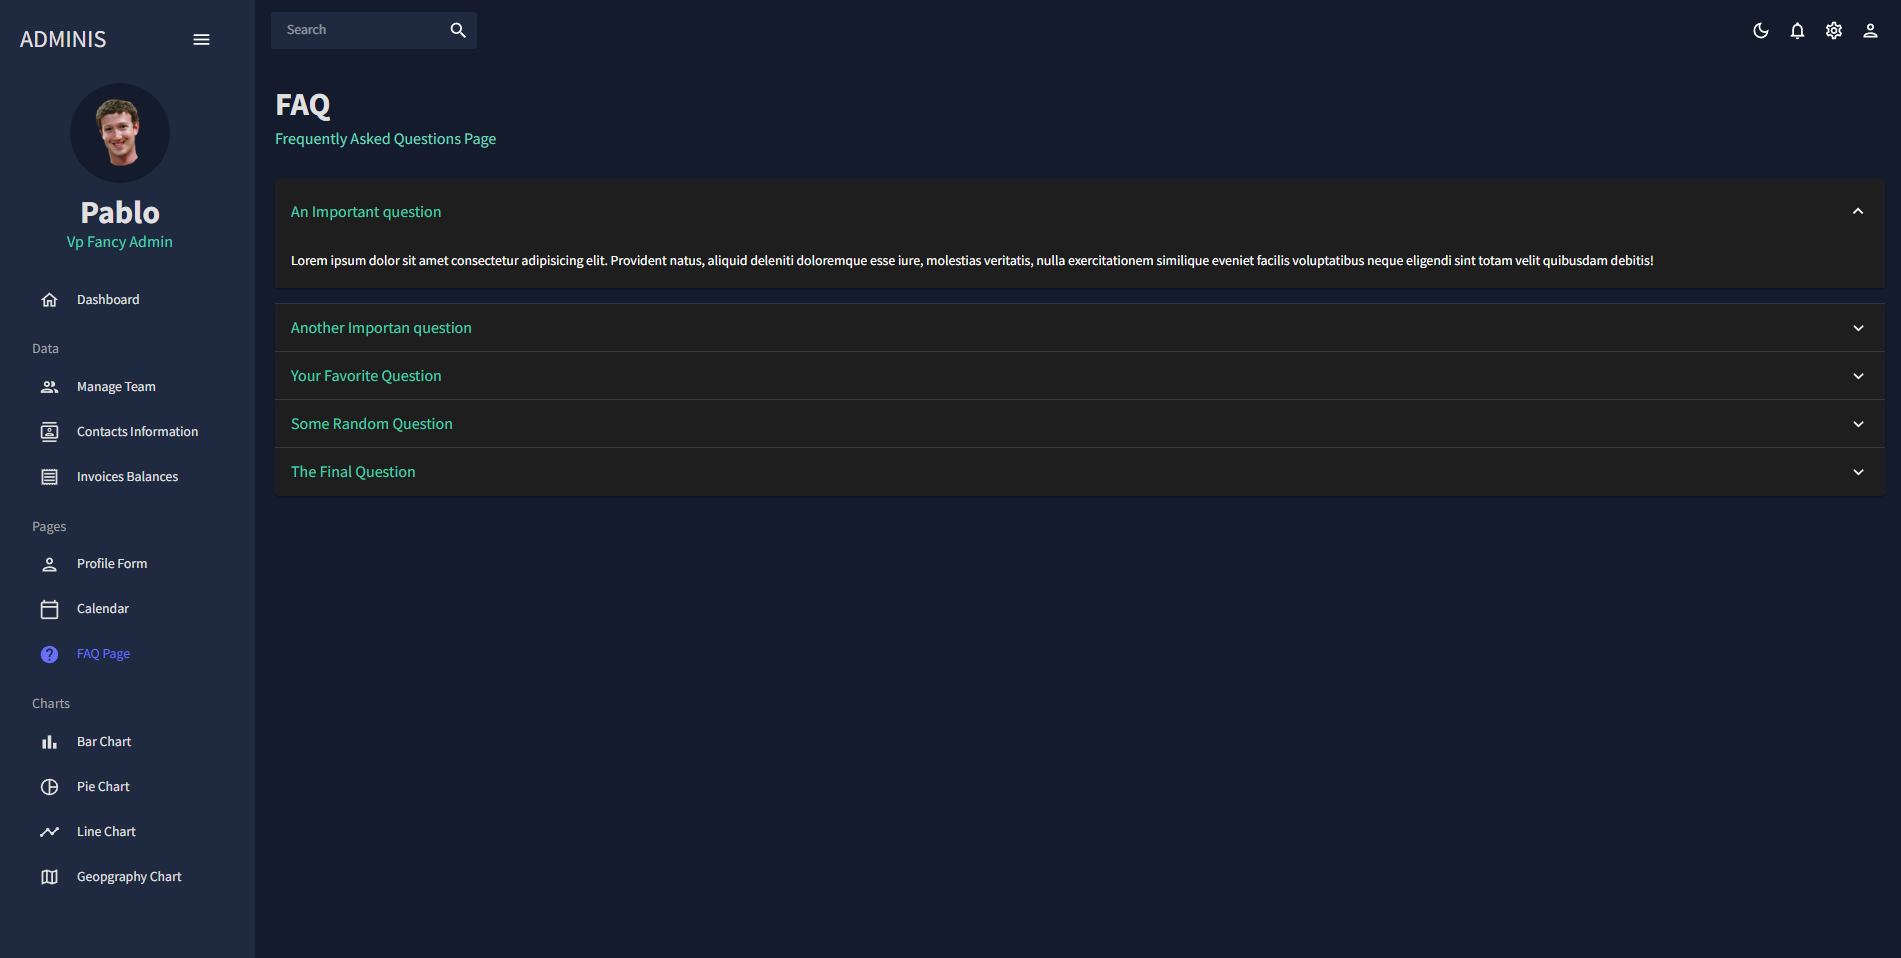 ADMINIS
Search
Pablo
Vp Fancy Admin
Dashboard
Data
Manage Team
Contacts Information
Invoices Balances
Pages
Profile Form
Calendar
FAQ Page
Charts
Bar Chart
Pie Chart
Line Chart
Geopgraphy Chart
FAQ
Frequently Asked Questions Page
An Important question
Lorem ipsum dolor sit amet consectetur adipisicing elit. Provident natus, aliquid deleniti doloremque esse iure, molestias veritatis, nulla exercitationem similique eveniet facilis voluptatibus neque eligendi sint totam velit quibusdam debitis!
Another Importan question
Your Favorite Question
Some Random Question
The Final Question